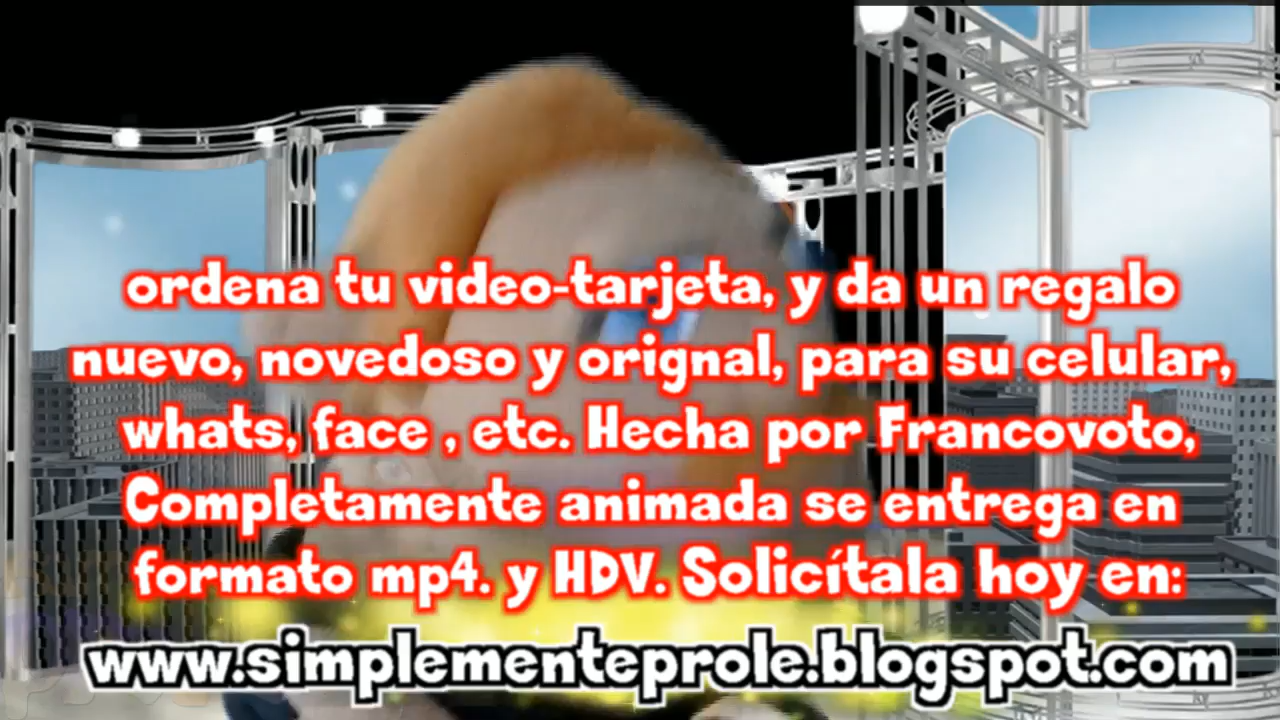 ordena tu video-tarjeta, y da un regalo
nuevo, novedoso y orignal, para su celular,
whats, face , etc. Hecha por Francovoto,
Completamente animada se entrega en
formato mp4. y HDV. Solicítala hoy en:
www.simplementeprole.blogspot.com